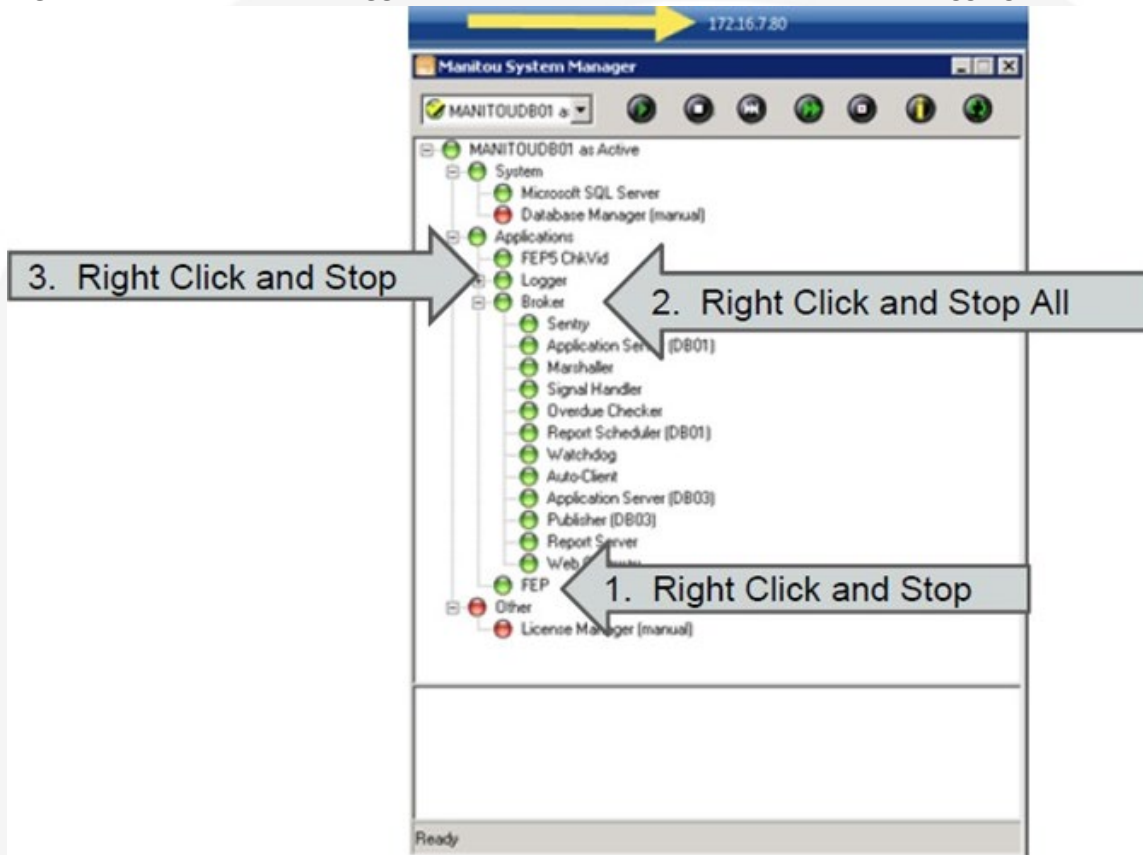 172.16.7.80
Manitou System Manager
MANITOUDB01 a
MANITOUDB01 as Active
System
Microsoft SQL Server
Database Manager (manual)
Applications
FEP5 ChkVid
3. Right Click and Stop
Logger
Broker
2. Right Click and Stop All
Sentry
Application Ser (DB01)
Marshaller
Signal Handler
Overdue Checker
Report Scheduler (DB01)
Watchdog
Auto-Client
Application Server (DB03)
Publisher (DB03)
Report Server
Web
FEP
1. Right Click and Stop
Other
License Manager (manual)
Ready